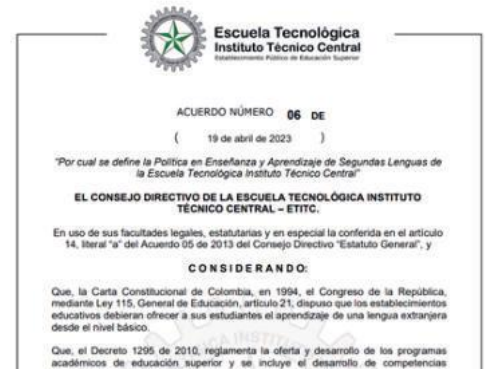 Escuela Tecnológica
Instituto Técnico Central
Establecimiento Público de Educación Superior
ACUERDO NÚMERO 06 DE
( 19 de abril de 2023 )
"Por cual se define la Política en Enseñanza y Aprendizaje de Segundas Lenguas de
la Escuela Tecnológica Instituto Técnico Central"
EL CONSEJO DIRECTIVO DE LA ESCUELA TECNOLÓGICA INSTITUTO
TÉCNICO CENTRAL – ETITC.
En uso de sus facultades legales, estatutarias y en especial la conferida en el artículo
14, literal "a" del Acuerdo 05 de 2013 del Consejo Directivo "Estatuto General", y
CONSIDERANDO:
Que, la Carta Constitucional de Colombia, en 1994, el Congreso de la República,
mediante Ley 115, General de Educación, artículo 21, dispuso que los establecimientos
educativos debieran ofrecer a sus estudiantes el aprendizaje de una lengua extranjera
desde el nivel básico.
Que, el Decreto 1295 de 2010, reglamenta la oferta y desarrollo de los programas
académicos de educación superior y se incluye el desarrollo de competencias